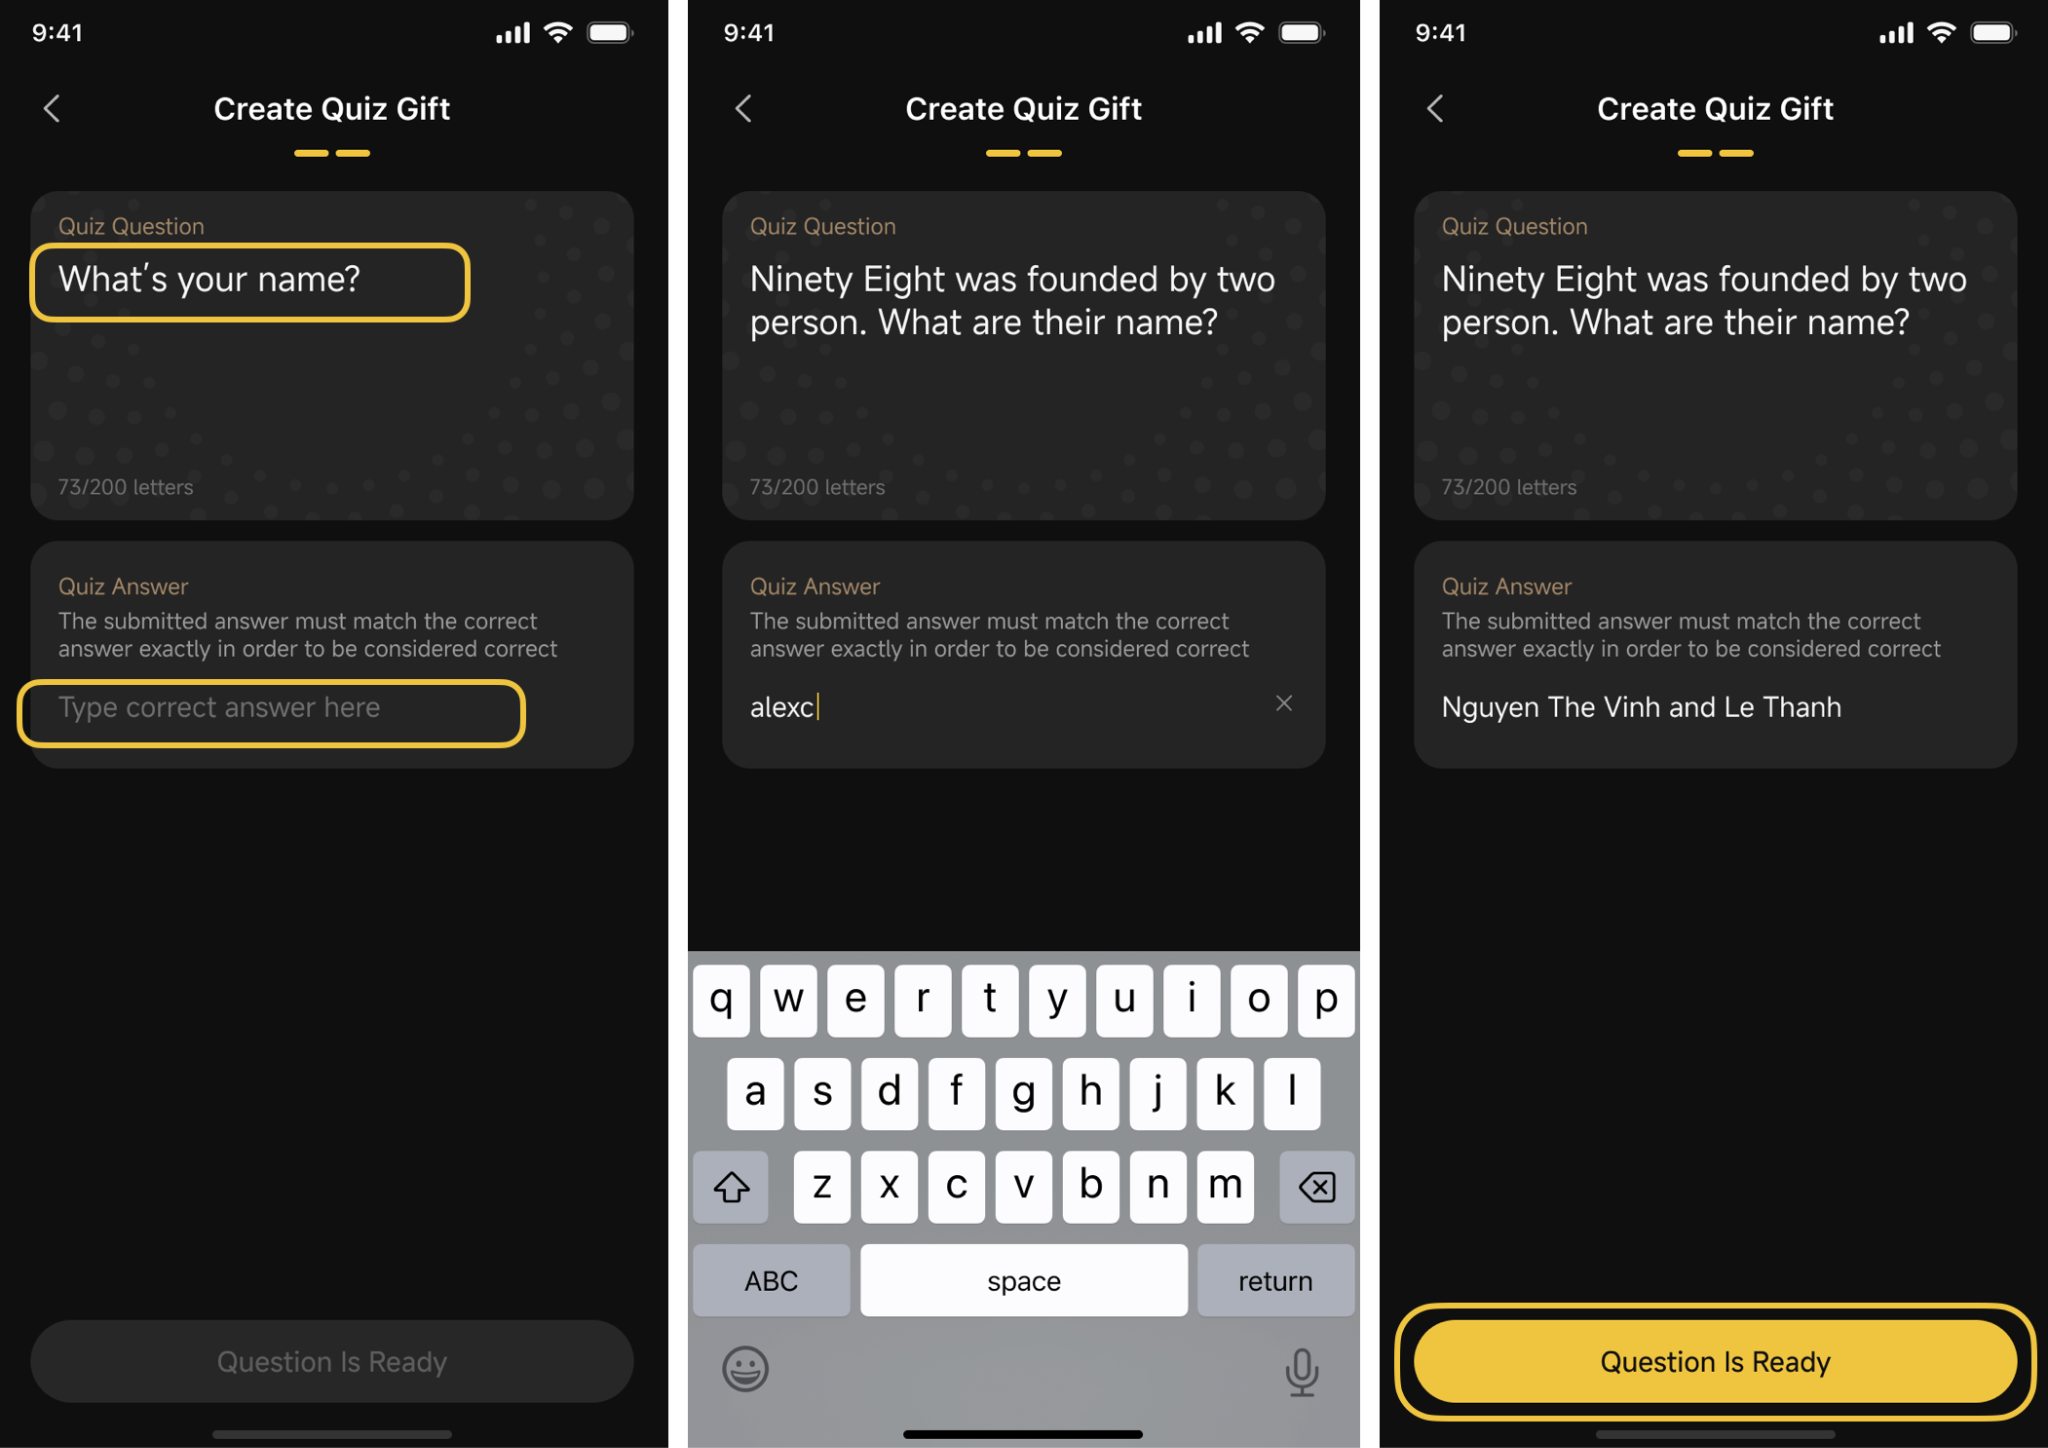 9:41
Create Quiz Gift
Quiz Question
What's your name?
73/200 letters
Quiz Answer
The submitted answer must match the correct
answer exactly in order to be considered correct
Type correct answer here
Question Is Ready
9:41
Create Quiz Gift
Quiz Question
Ninety Eight was founded by two
person. What are their name?
73/200 letters
Quiz Answer
The submitted answer must match the correct
answer exactly in order to be considered correct
alexc
q w e r t y u i o p
a s d f g h j k l
z x c v b n m
ABC space return
9:41
Create Quiz Gift
Quiz Question
Ninety Eight was founded by two
person. What are their name?
73/200 letters
Quiz Answer
The submitted answer must match the correct
answer exactly in order to be considered correct
Nguyen The Vinh and Le Thanh
Question Is Ready